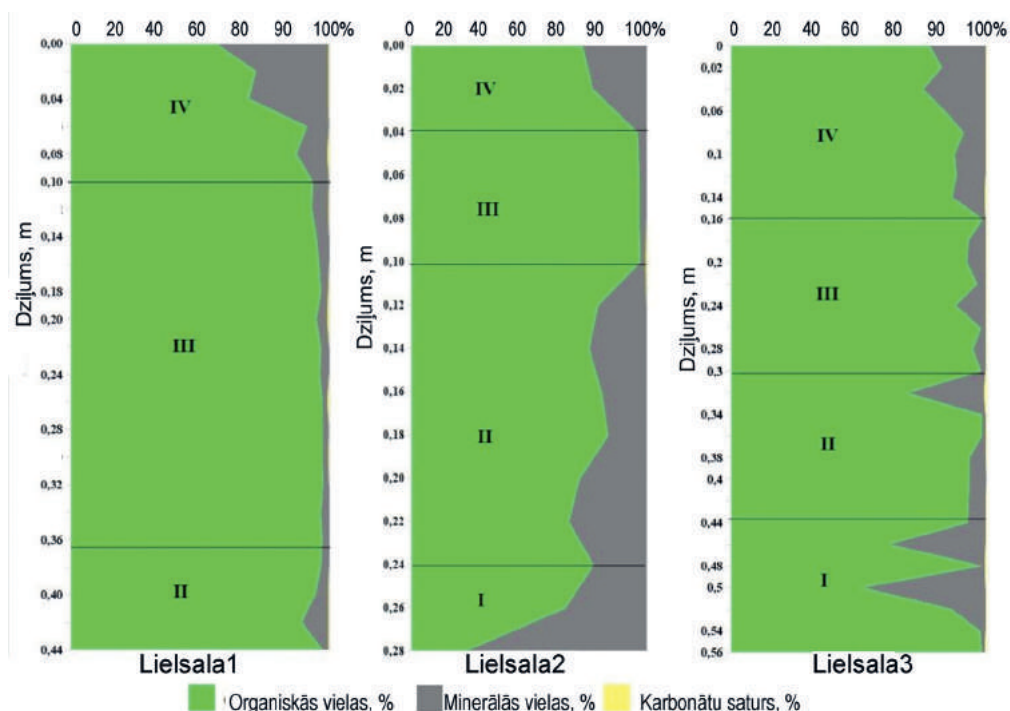 0 20 40 60 80 90 100%
0 20 40 60 80 90 100%
0 20 40 60 80 90 100%
Dziļums, m
0,00
0,04
0,08
0,10
0,14
0,20
0,24
0,28
0,32
0,36
0,40
0,44
IV
III
II
Lielsala1
Dziļums, m
0,00
0,02
0,04
0,06
0,08
0,10
0,12
0,14
0,16
0,18
0,20
0,22
0,24
0,26
0,28
IV
III
II
I
Lielsala2
Dziļums, m
0
0,02
0,06
0,1
0,14
0,16
0,2
0,24
0,28
0,3
0,34
0,38
0,4
0,44
0,48
0,5
0,54
0,56
IV
III
II
I
Lielsala3
Organiskās vielas, % Minerālās vielas, % Karbonātu saturs, %